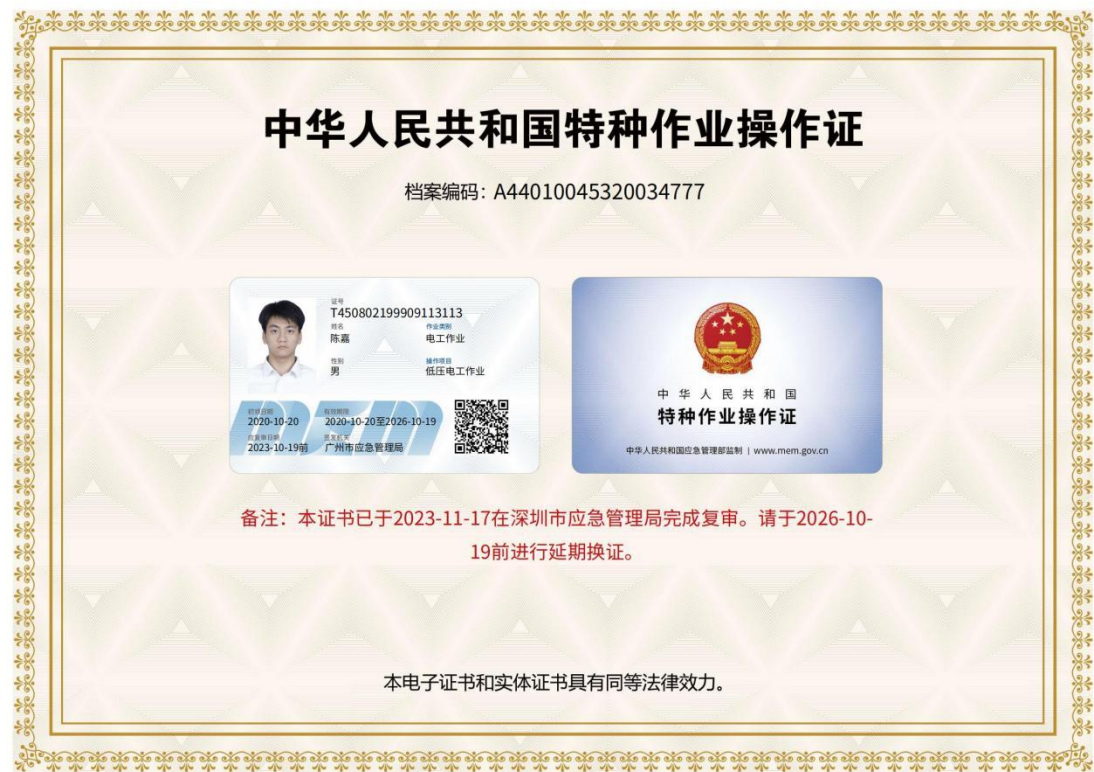 中华人民共和国特种作业操作证
档案编码：A44010045320034777
证号
T450802199909113113
姓名 作业类别
陈嘉 电工作业
性别 操作项目
男 低压电工作业
初领日期 有效期限
2020-10-20 2020-10-20至2026-10-19
应复审日期 签发机关
2023-10-19前 广州市应急管理局
中华人民共和国
特种作业操作证
中华人民共和国应急管理部监制 | www.mem.gov.cn
备注：本证书已于2023-11-17在深圳市应急管理局完成复审。请于2026-10-
19前进行延期换证。
本电子证书和实体证书具有同等法律效力。